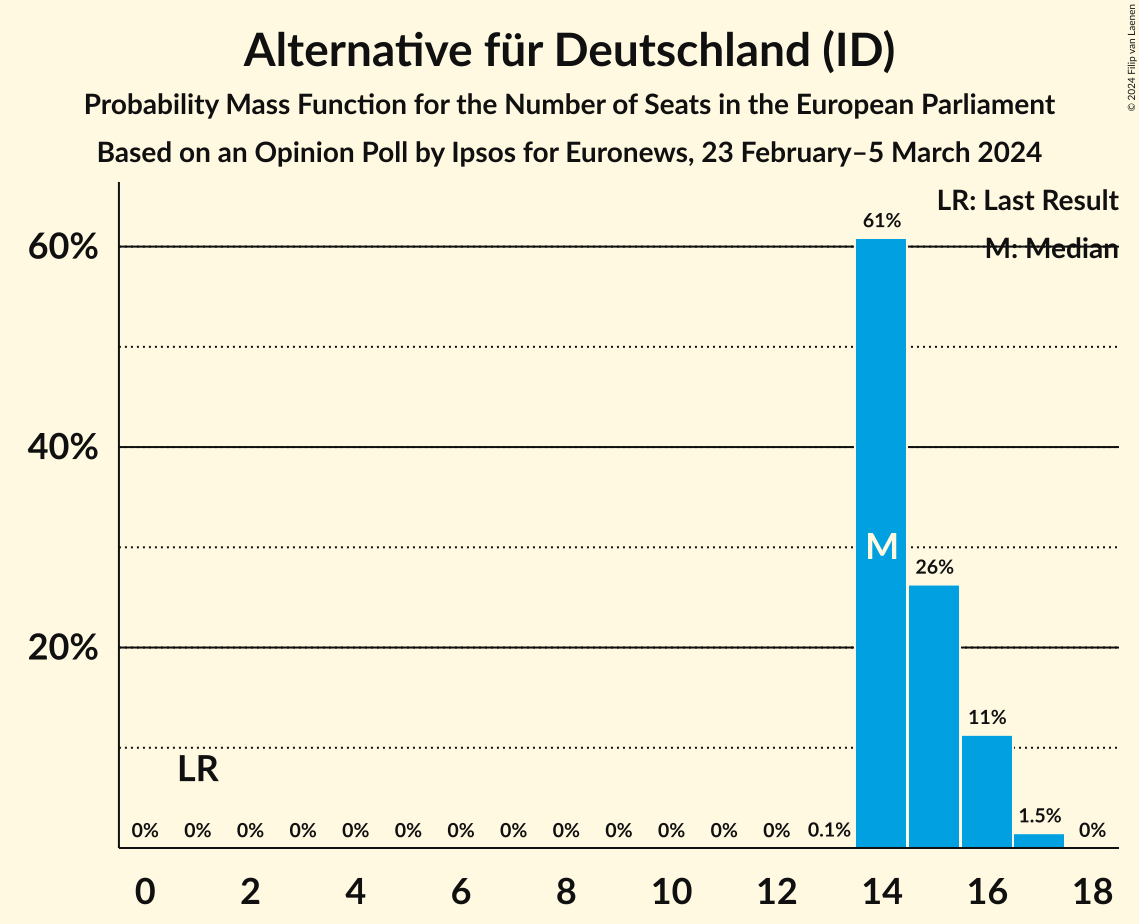 Alternative für Deutschland (ID)
Probability Mass Function for the Number of Seats in the European Parliament
Based on an Opinion Poll by Ipsos for Euronews, 23 February–5 March 2024
© 2024 Filip van Laenen
LR: Last Result
M: Median
60%
40%
20%
61%
M
26%
11%
1.5%
LR
0% 0% 0% 0% 0% 0% 0% 0% 0% 0% 0% 0% 0% 0.1% 0%
0 2 4 6 8 10 12 14 16 18